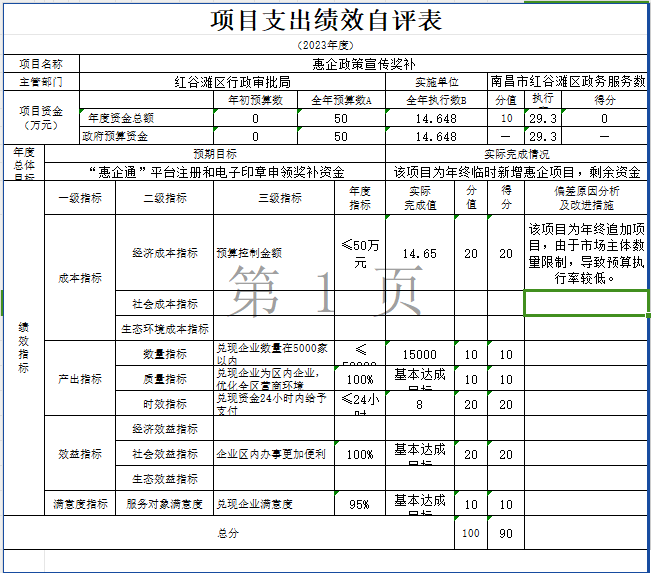 项目支出绩效自评表
（2023年度）
项目名称 惠企政策宣传奖补
主管部门 红谷滩区行政审批局 实施单位 南昌市红谷滩区政务服务数
项目资金
（万元） 年初预算数 全年预算数A 全年执行数B 分值 执行 得分
年度资金总额 0 50 14.648 10 29.3 0
政府预算资金 0 50 14.648 — 29.3 —
年度
总体
目标 预期目标 实际完成情况
“惠企通”平台注册和电子印章申领奖补资金 该项目为年终临时新增惠企项目，剩余资金
绩
效
指
标
一级指标 二级指标 三级指标 年度
指标 实际
完成值 分
值 得
分 偏差原因分析
及改进措施
成本指标 经济成本指标 预算控制金额 ≤50万
元 14.65 20 20 该项目为年终追加项
目，由于市场主体数
量限制，导致预算执
行率较低。
社会成本指标
生态环境成本指标
产出指标 数量指标 兑现企业数量在5000家
以内 ≤ 15000 10 10
质量指标 兑现企业为区内企业，
优化全区营商环境 100% 基本达成
目标 10 10
时效指标 兑现资金24小时内给予
支付 ≤24小
时 8 20 20
效益指标 经济效益指标
社会效益指标 企业区内办事更加便利 100% 基本达成
目标 20 20
生态效益指标
满意度指标 服务对象满意度 兑现企业满意度 95% 基本达成
目标 10 10
总分 100 90
第 1 页